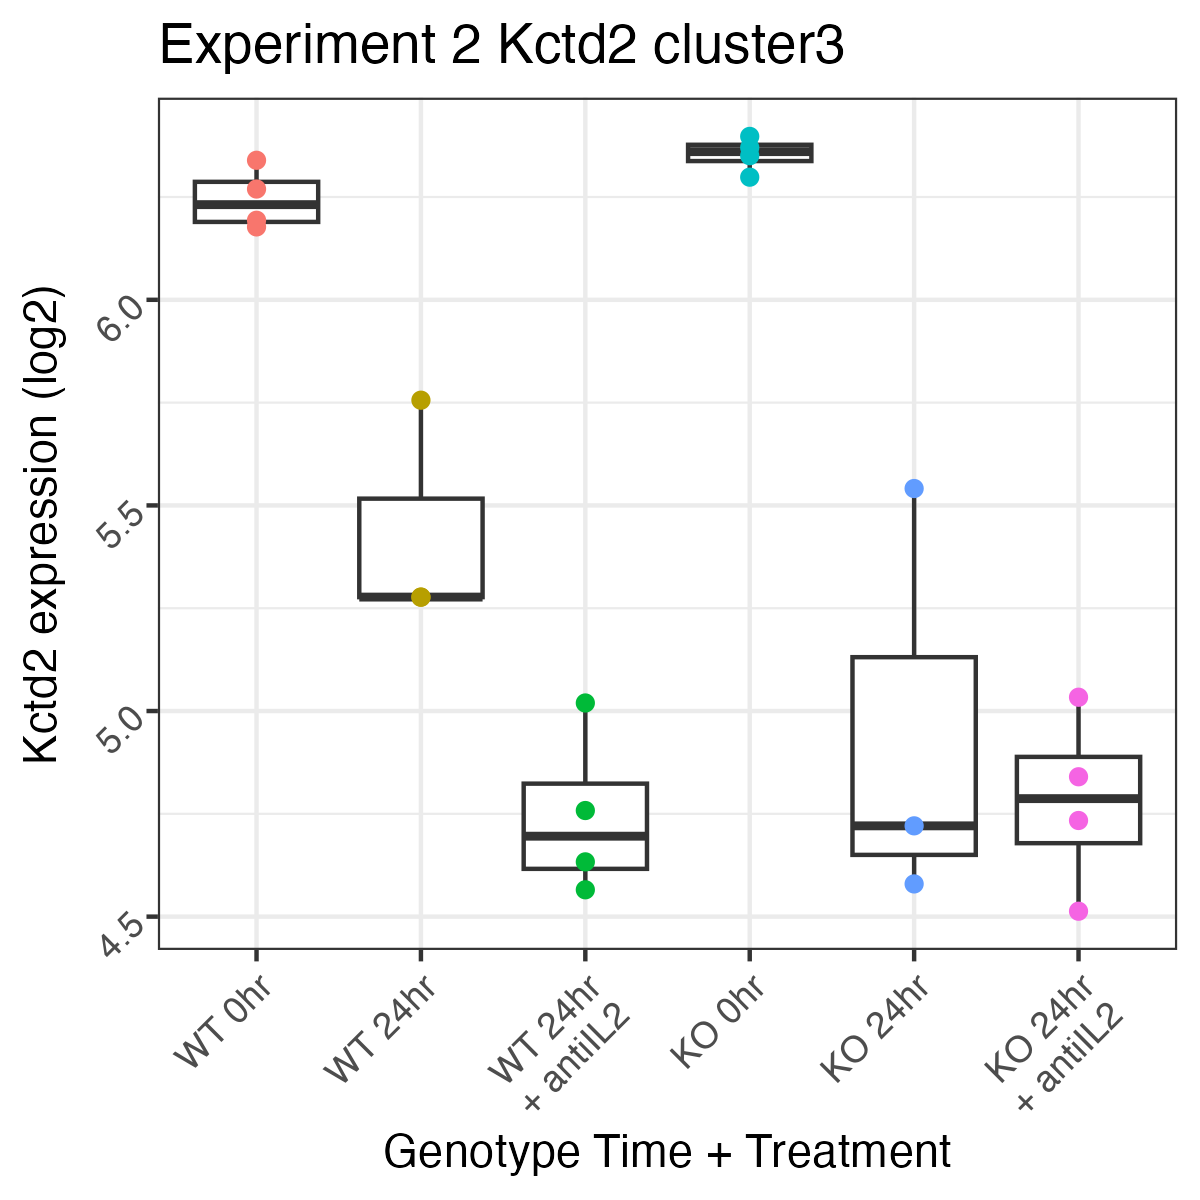 Experiment 2 Kctd2 cluster3
Kctd2 expression (log2)
6.0
5.5
5.0
4.5
WT 0hr
WT 24hr
WT 24hr
+ antiIL2
KO 0hr
KO 24hr
KO 24hr
+ antiIL2
Genotype Time + Treatment